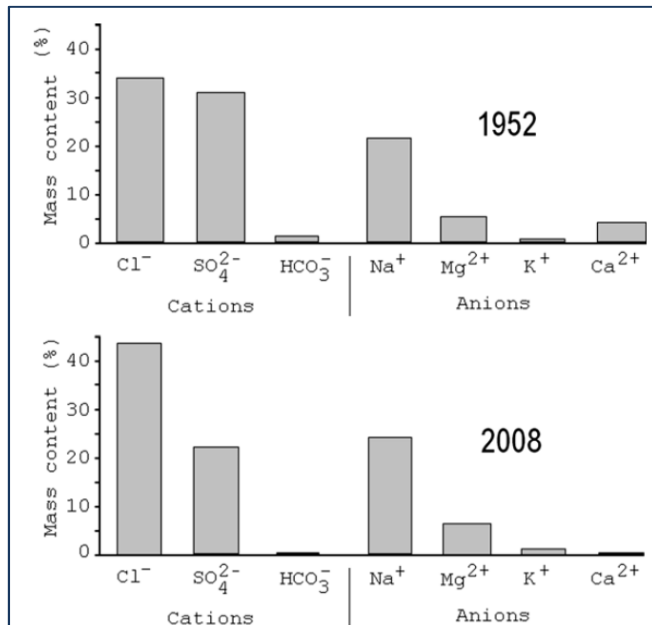 Mass content (%)
40
30
20
10
0
1952
Cl⁻ SO₄²⁻ HCO₃⁻ Na⁺ Mg²⁺ K⁺ Ca²⁺
Cations Anions
Mass content (%)
40
30
20
10
0
2008
Cl⁻ SO₄²⁻ HCO₃⁻ Na⁺ Mg²⁺ K⁺ Ca²⁺
Cations Anions